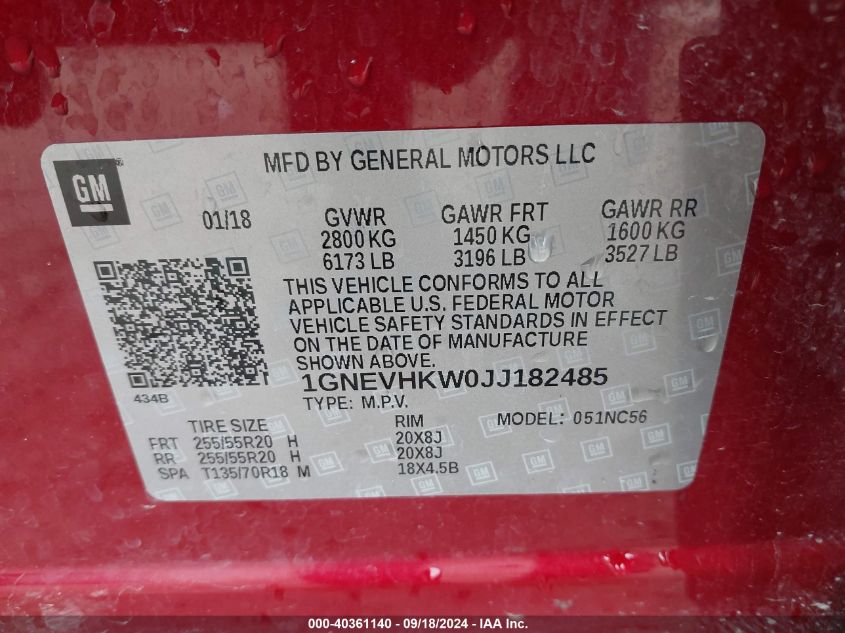 GM
MFD BY GENERAL MOTORS LLC
01/18 GVWR GAWR FRT GAWR RR
2800 KG 1450 KG 1600 KG
6173 LB 3196 LB 3527 LB
THIS VEHICLE CONFORMS TO ALL
APPLICABLE U.S. FEDERAL MOTOR
VEHICLE SAFETY STANDARDS IN EFFECT
ON THE DATE OF MANUFACTURE
SHOWN ABOVE.
434B
1GNEVHKW0JJ182485
TYPE: M.P.V. MODEL: 051NC56
TIRE SIZE RIM
FRT 255/55R20 H 20X8J
RR 255/55R20 H 20X8J
SPA T135/70R18 M 18X4.5B
000-40361140 - 09/18/2024 - IAA Inc.